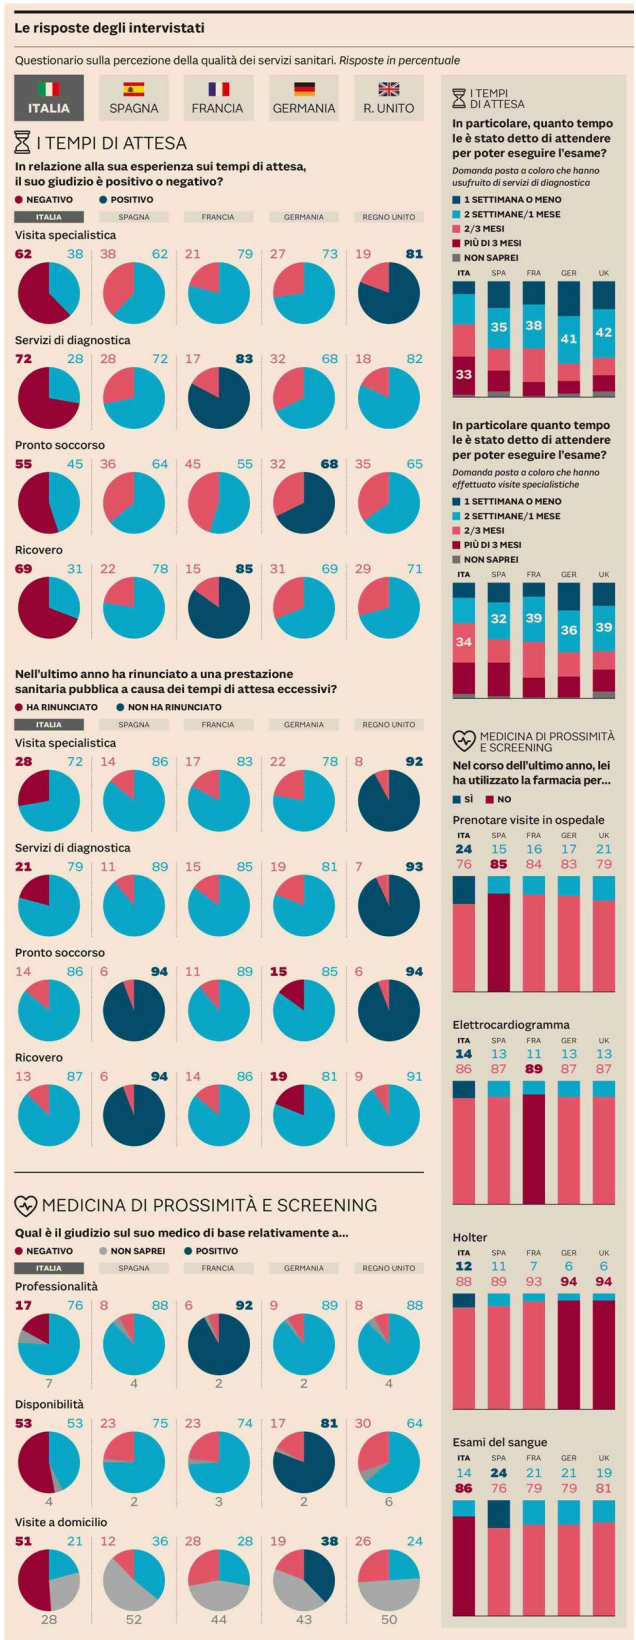 Le risposte degli intervistati
Questionario sulla percezione della qualità dei servizi sanitari. Risposte in percentuale
ITALIA SPAGNA FRANCIA GERMANIA R. UNITO
I TEMPI DI ATTESA
In relazione alla sua esperienza sui tempi di attesa,
il suo giudizio è positivo o negativo?
NEGATIVO POSITIVO
ITALIA SPAGNA FRANCIA GERMANIA REGNO UNITO
Visita specialistica
62 38 38 62 21 79 27 73 19 81
Servizi di diagnostica
72 28 28 72 17 83 32 68 18 82
Pronto soccorso
55 45 36 64 45 55 32 68 35 65
Ricovero
69 31 22 78 15 85 31 69 29 71
Nell'ultimo anno ha rinunciato a una prestazione
sanitaria pubblica a causa dei tempi di attesa eccessivi?
HA RINUNCIATO NON HA RINUNCIATO
ITALIA SPAGNA FRANCIA GERMANIA REGNO UNITO
Visita specialistica
28 72 14 86 17 83 22 78 8 92
Servizi di diagnostica
21 79 11 89 15 85 19 81 7 93
Pronto soccorso
14 86 6 94 11 89 15 85 6 94
Ricovero
13 87 6 94 14 86 19 81 9 91
MEDICINA DI PROSSIMITÀ E SCREENING
Qual è il giudizio sul suo medico di base relativamente a...
NEGATIVO NON SAPREI POSITIVO
ITALIA SPAGNA FRANCIA GERMANIA REGNO UNITO
Professionalità
17 76 8 88 6 92 9 89 8 88
7 4 2 2 4
Disponibilità
53 53 23 75 23 74 17 81 30 64
4 2 3 2 6
Visite a domicilio
51 21 12 36 28 28 19 38 26 24
28 52 44 43 50
I TEMPI
DI ATTESA
In particolare, quanto tempo
le è stato detto di attendere
per poter eseguire l'esame?
Domanda posta a coloro che hanno
usufruito di servizi di diagnostica
1 SETTIMANA O MENO
2 SETTIMANE/1 MESE
2/3 MESI
PIÙ DI 3 MESI
NON SAPREI
ITA SPA FRA GER UK
35 38 41 42
33
In particolare quanto tempo
le è stato detto di attendere
per poter eseguire l'esame?
Domanda posta a coloro che hanno
effettuato visite specialistiche
1 SETTIMANA O MENO
2 SETTIMANE/1 MESE
2/3 MESI
PIÙ DI 3 MESI
NON SAPREI
ITA SPA FRA GER UK
34 32 39 36 39
MEDICINA DI PROSSIMITÀ
E SCREENING
Nel corso dell'ultimo anno, lei
ha utilizzato la farmacia per...
SÌ NO
Prenotare visite in ospedale
ITA SPA FRA GER UK
24 15 16 17 21
76 85 84 83 79
Elettrocardiogramma
ITA SPA FRA GER UK
14 13 11 13 13
86 87 89 87 87
Holter
ITA SPA FRA GER UK
12 11 7 6 6
88 89 93 94 94
Esami del sangue
ITA SPA FRA GER UK
14 24 21 21 19
86 76 79 79 81